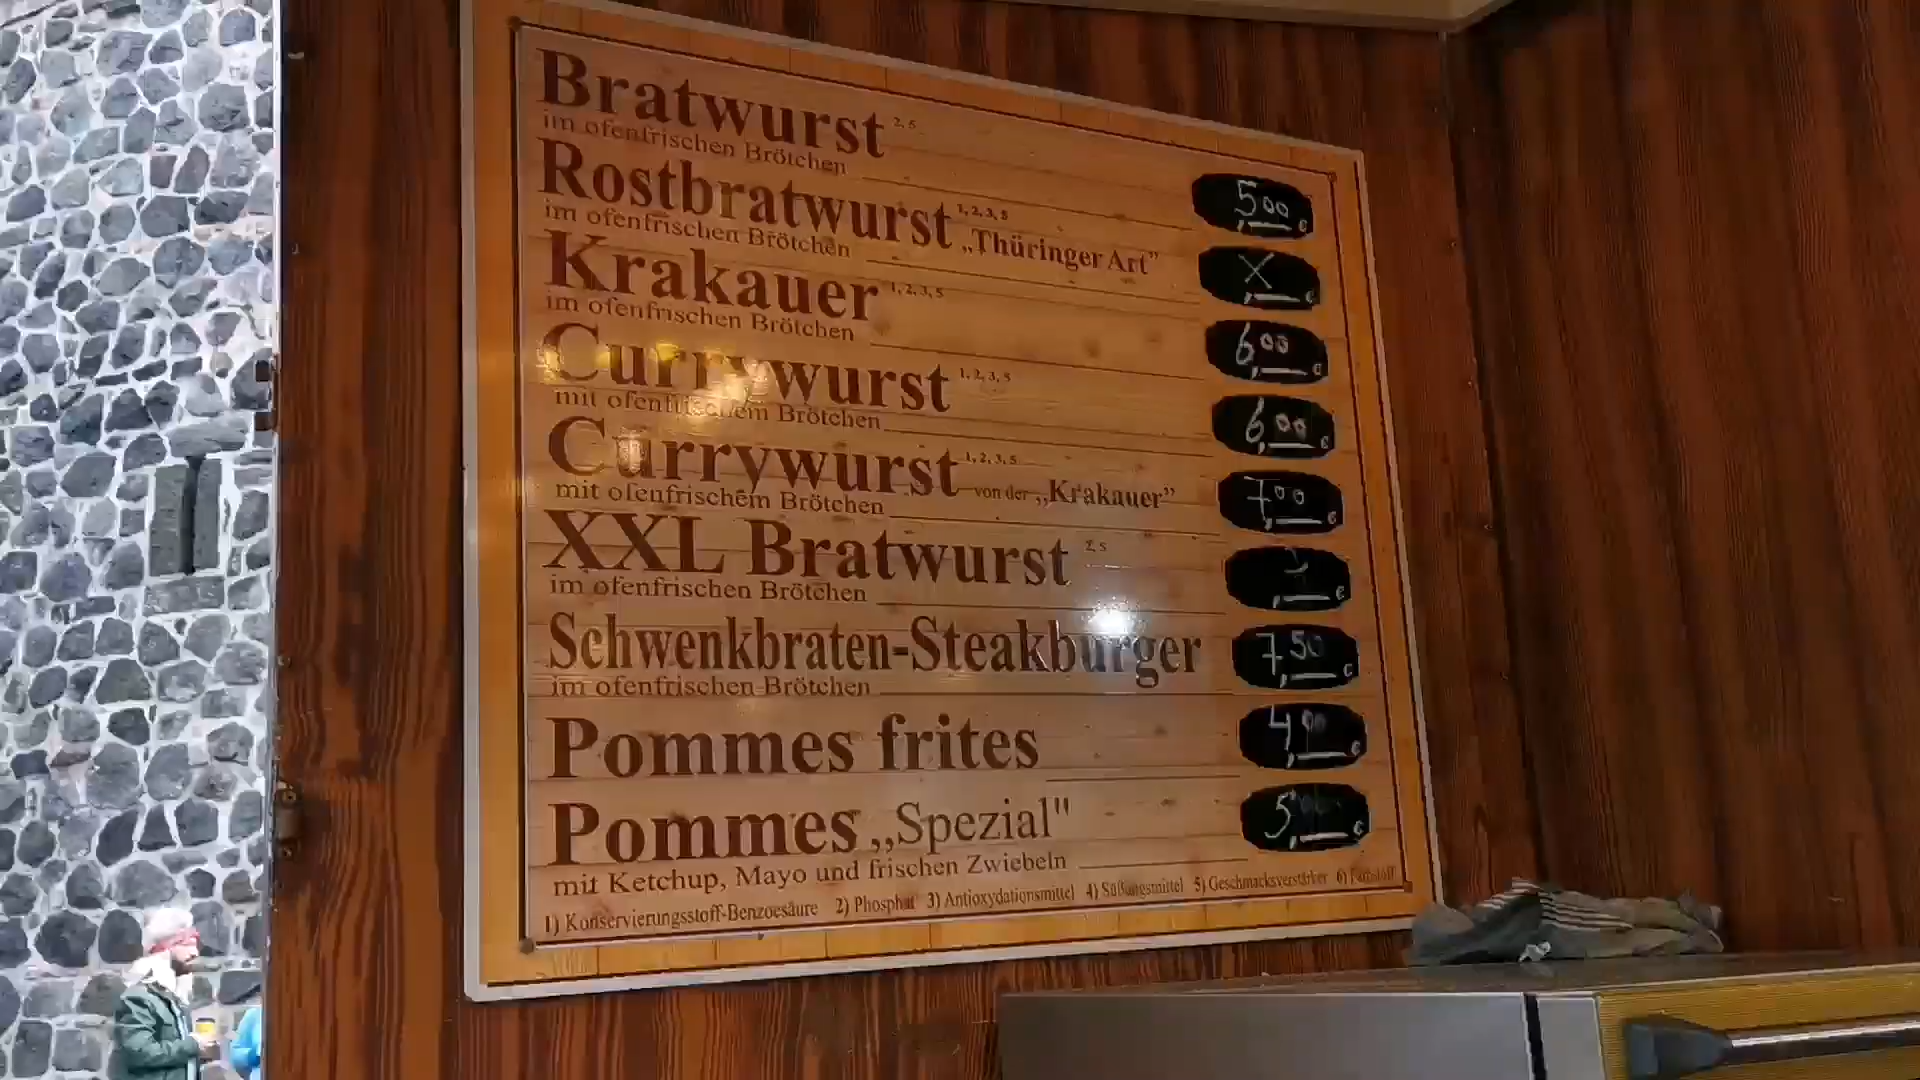 Bratwurst 2, 5
im ofenfrischen Brötchen 5,00 €
Rostbratwurst 1, 2, 3, 5 „Thüringer Art”
im ofenfrischen Brötchen X, €
Krakauer 1, 2, 3, 5
im ofenfrischen Brötchen 6,00 €
Currywurst 1, 2, 3, 5
mit ofenfrischem Brötchen 6,00 €
Currywurst 1, 2, 3, 5 von der „Krakauer”
mit ofenfrischem Brötchen 7,00 €
XXL Bratwurst 2, 5
im ofenfrischen Brötchen , €
Schwenkbraten-Steakburger 7,50 €
im ofenfrischen Brötchen
Pommes frites 4,00 €
Pommes „Spezial" 5, €
mit Ketchup, Mayo und frischen Zwiebeln
1) Konservierungsstoff-Benzoesäure 2) Phosphat 3) Antioxydationsmittel 4) Süßungsmittel 5) Geschmacksverstärker 6) Farbstoff